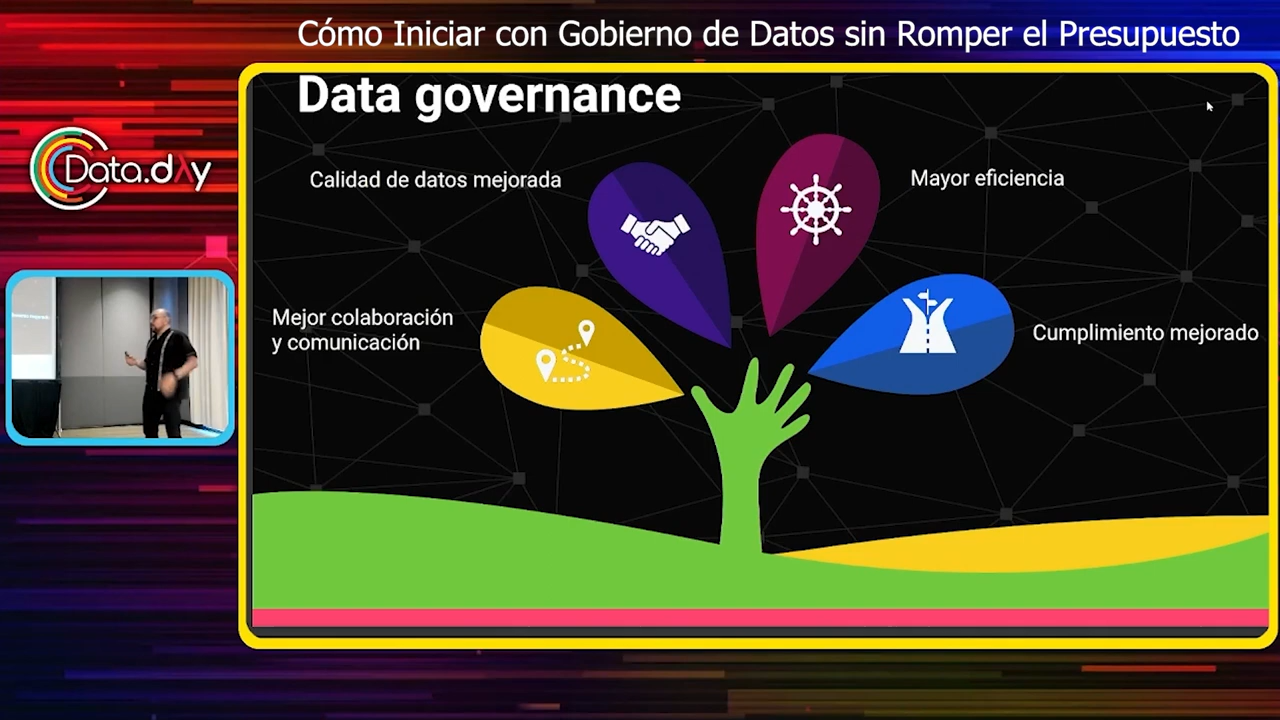 Cómo Iniciar con Gobierno de Datos sin Romper el Presupuesto
Data.dΛy
Data governance
Calidad de datos mejorada
Mayor eficiencia
Mejor colaboración
y comunicación
Cumplimiento mejorado